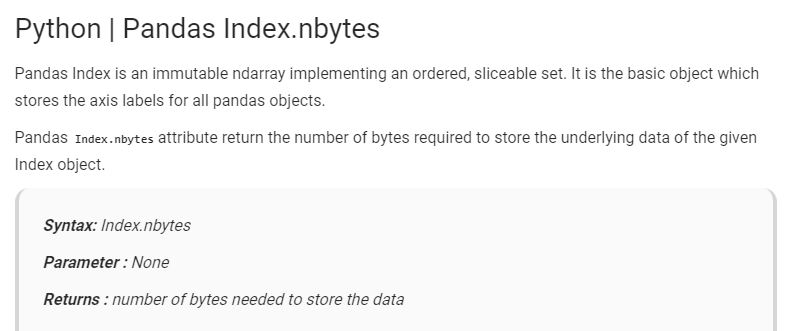 Python | Pandas Index.nbytes
Pandas Index is an immutable ndarray implementing an ordered, sliceable set. It is the basic object which
stores the axis labels for all pandas objects.
Pandas Index.nbytes attribute return the number of bytes required to store the underlying data of the given
Index object.
Syntax: Index.nbytes
Parameter : None
Returns : number of bytes needed to store the data